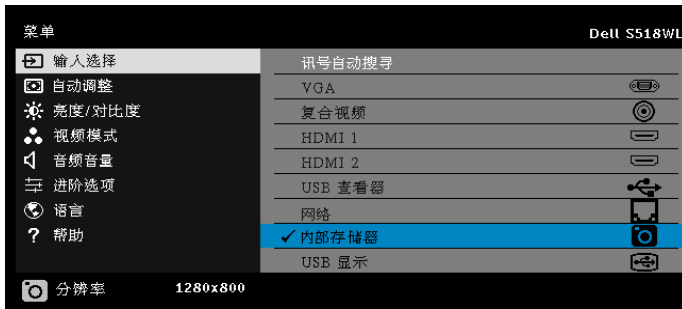 菜单
Dell S518WL
输入选择
自动调整
亮度/对比度
视频模式
音频音量
进阶选项
语言
帮助
讯号自动搜寻
VGA
复合视频
HDMI 1
HDMI 2
USB 查看器
网络
内部存储器
USB 显示
分辨率 1280x800